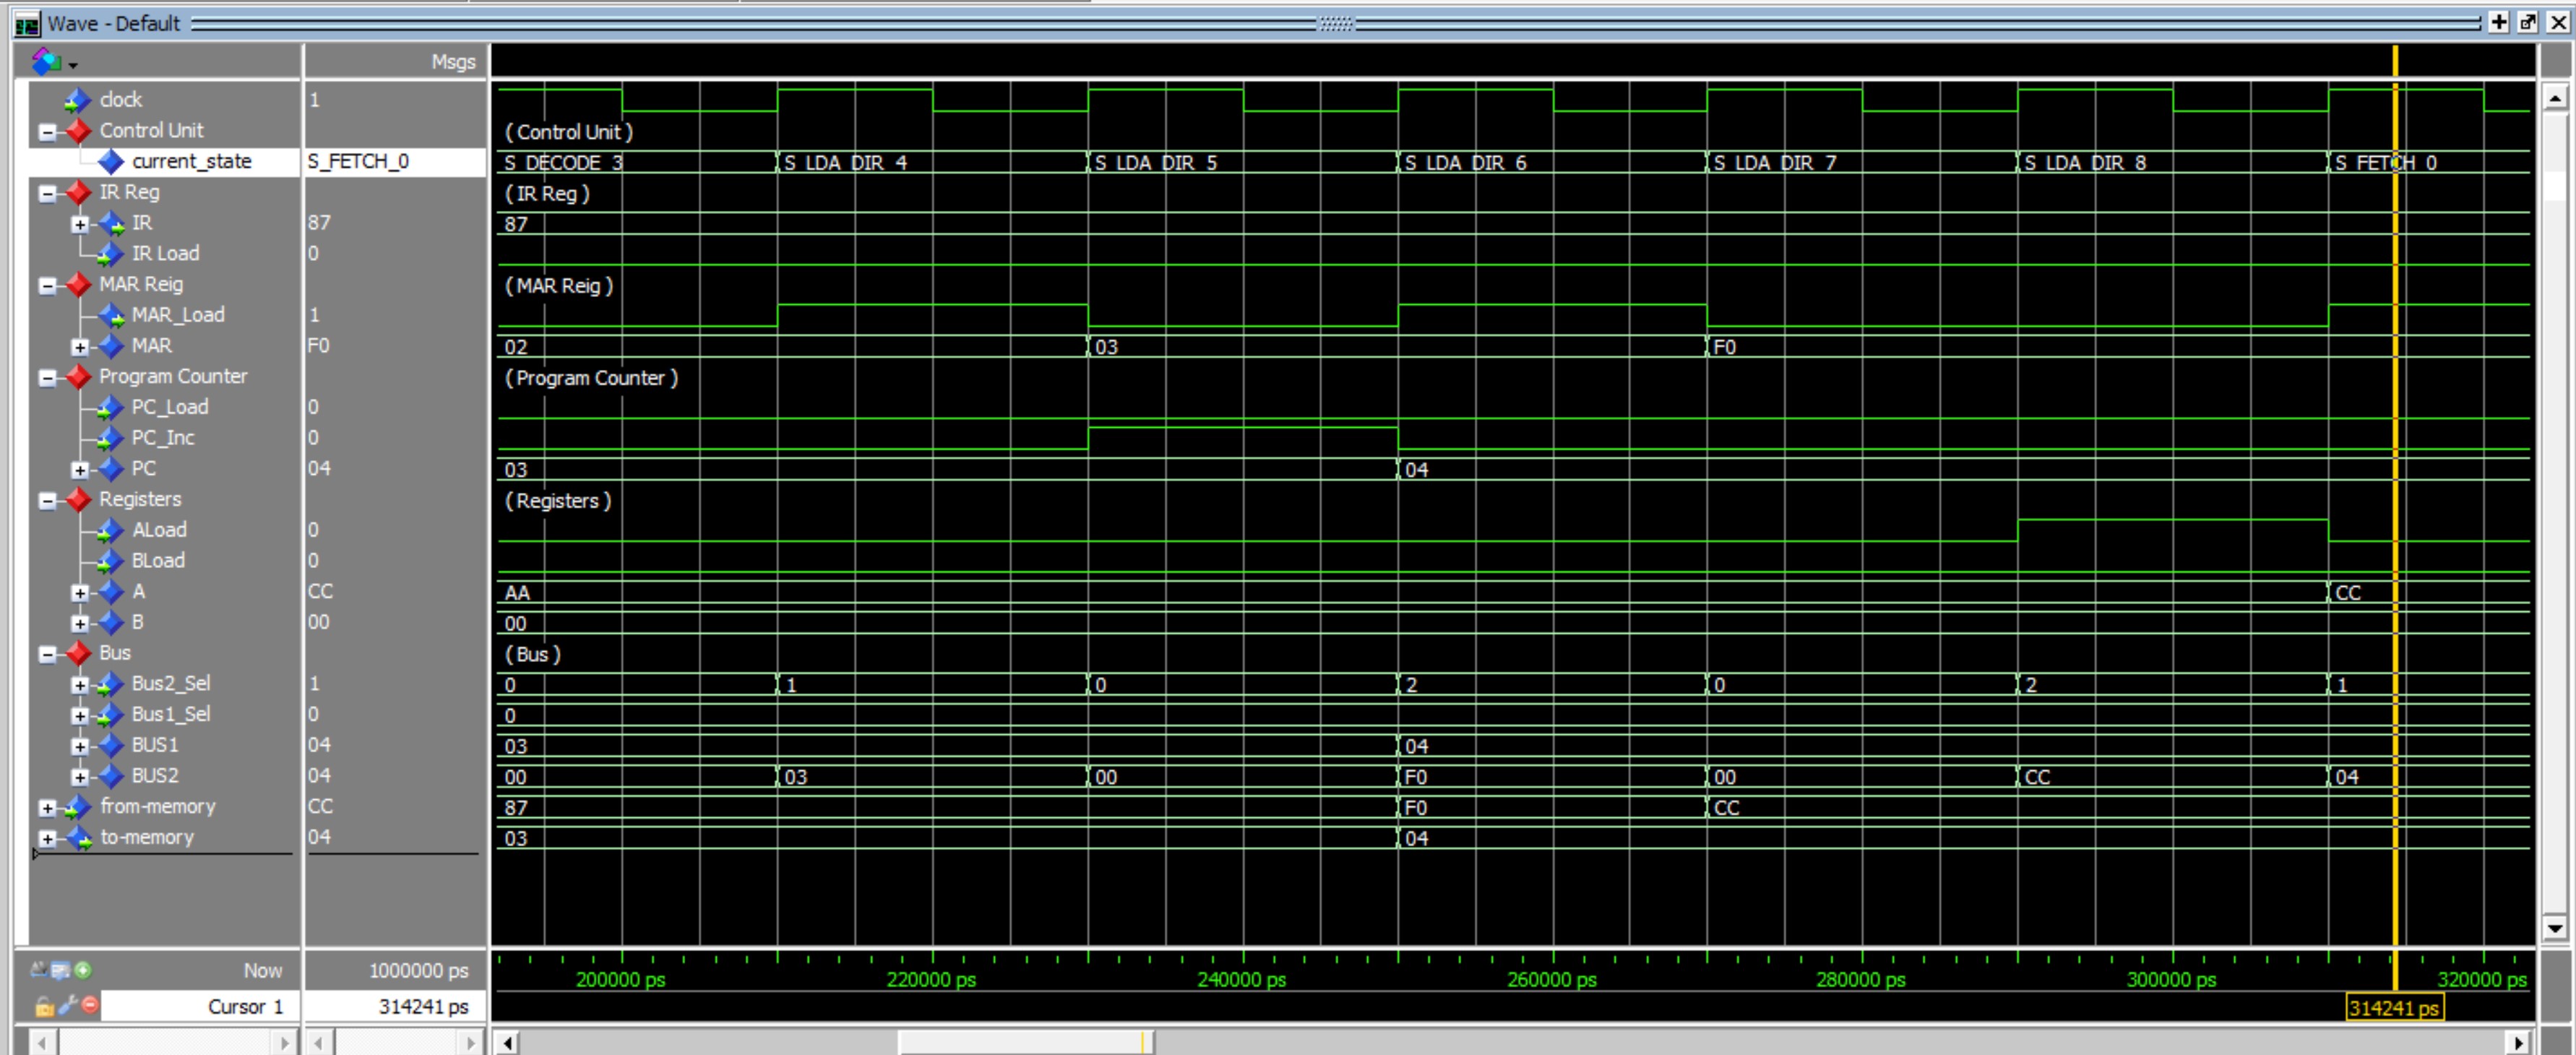 Wave - Default
Msgs
clock 1
Control Unit (Control Unit)
current_state S_FETCH_0 S_DECODE_3 S_LDA_DIR_4 S_LDA_DIR_5 S_LDA_DIR_6 S_LDA_DIR_7 S_LDA_DIR_8 S_FETCH_0
IR Reg (IR Reg)
IR 87 87
IR Load 0
MAR Reig (MAR Reig)
MAR_Load 1
MAR F0 02 03 F0
Program Counter (Program Counter)
PC_Load 0
PC_Inc 0
PC 04 03 04
Registers (Registers)
ALoad 0
BLoad 0
A CC AA CC
B 00 00
Bus (Bus)
Bus2_Sel 1 0 1 0 2 0 2 1
Bus1_Sel 0 0
BUS1 04 03 04
BUS2 04 00 03 00 F0 00 CC 04
from-memory CC 87 F0 CC
to-memory 04 03 04
Now 1000000 ps 200000 ps 220000 ps 240000 ps 260000 ps 280000 ps 300000 ps 320000 ps
Cursor 1 314241 ps 314241 ps